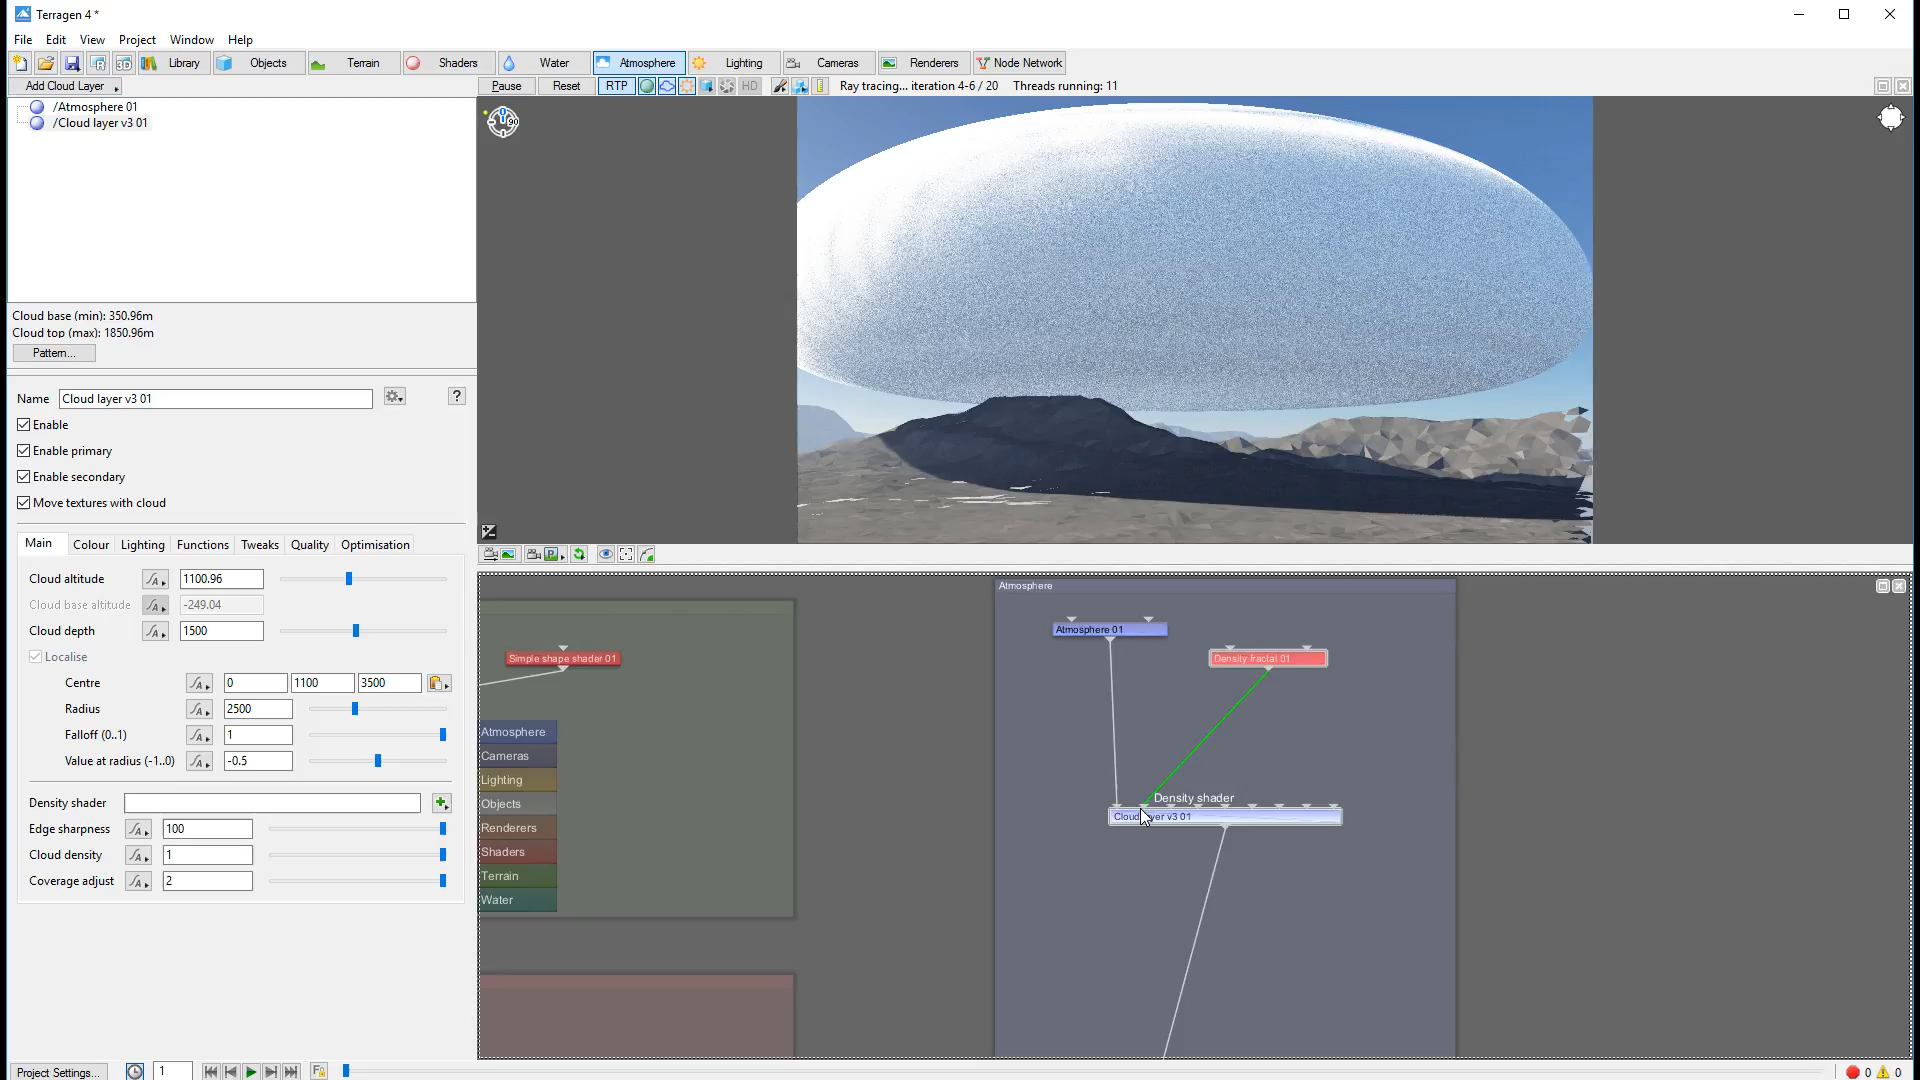 Terragen 4 *
File Edit View Project Window Help
Library Objects Terrain Shaders Water Atmosphere Lighting Cameras Renderers Node Network
Add Cloud Layer Pause Reset RTP HD Ray tracing... iteration 4-6 / 20 Threads running: 11
/Atmosphere 01
/Cloud layer v3 01
90
Cloud base (min): 350.96m
Cloud top (max): 1850.96m
Pattern...
Name Cloud layer v3 01 ?
Enable
Enable primary
Enable secondary
Move textures with cloud
Main Colour Lighting Functions Tweaks Quality Optimisation
Cloud altitude 1100.96
Cloud base altitude -249.04
Cloud depth 1500
Localise
Centre 0 1100 3500
Radius 2500
Falloff (0..1) 1
Value at radius (-1..0) -0.5
Density shader
Edge sharpness 100
Cloud density 1
Coverage adjust 2
Atmosphere
Atmosphere 01
Simple shape shader 01
Density fractal 01
Atmosphere
Cameras
Lighting
Objects
Renderers
Shaders
Terrain
Water
Density shader
Cloud yer v3 01
Project Settings... 1 0 0